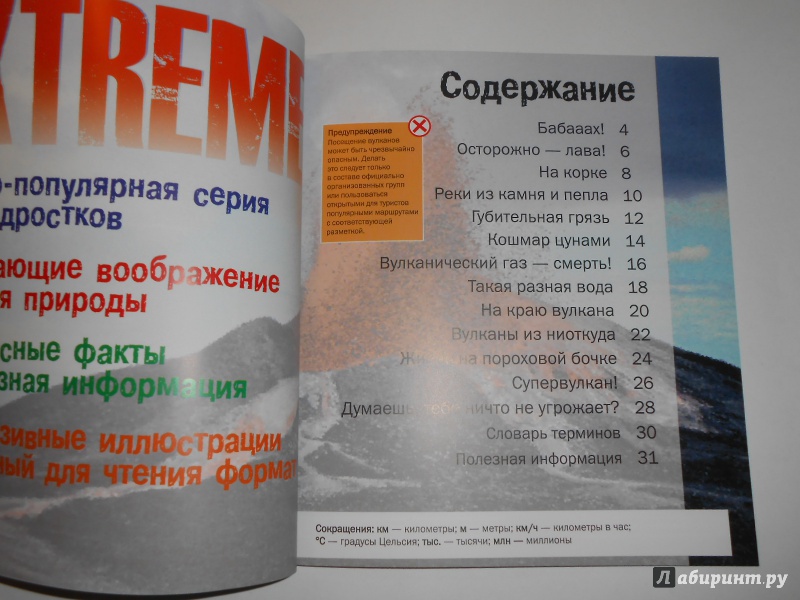 XTREME
о-популярная серия
дростков
ающие воображение
я природы
сные факты
зная информация
зивные иллюстрации
ный для чтения формат
Содержание
Предупреждение
Посещение вулканов
может быть чрезвычайно
опасным. Делать
это следует только
в составе официально
организованных групп
или пользоваться
открытыми для туристов
популярными маршрутами
с соответствующей
разметкой.
Бабааах! 4
Осторожно — лава! 6
На корке 8
Реки из камня и пепла 10
Губительная грязь 12
Кошмар цунами 14
Вулканический газ — смерть! 16
Такая разная вода 18
На краю вулкана 20
Вулканы из ниоткуда 22
на пороховой бочке 24
Супервулкан! 26
Думаешь, тебе ничто не угрожает? 28
Словарь терминов 30
Полезная информация 31
Сокращения: км — километры; м — метры; км/ч — километры в час;
°С — градусы Цельсия; тыс. — тысячи; млн — миллионы
Лабиринт.ру